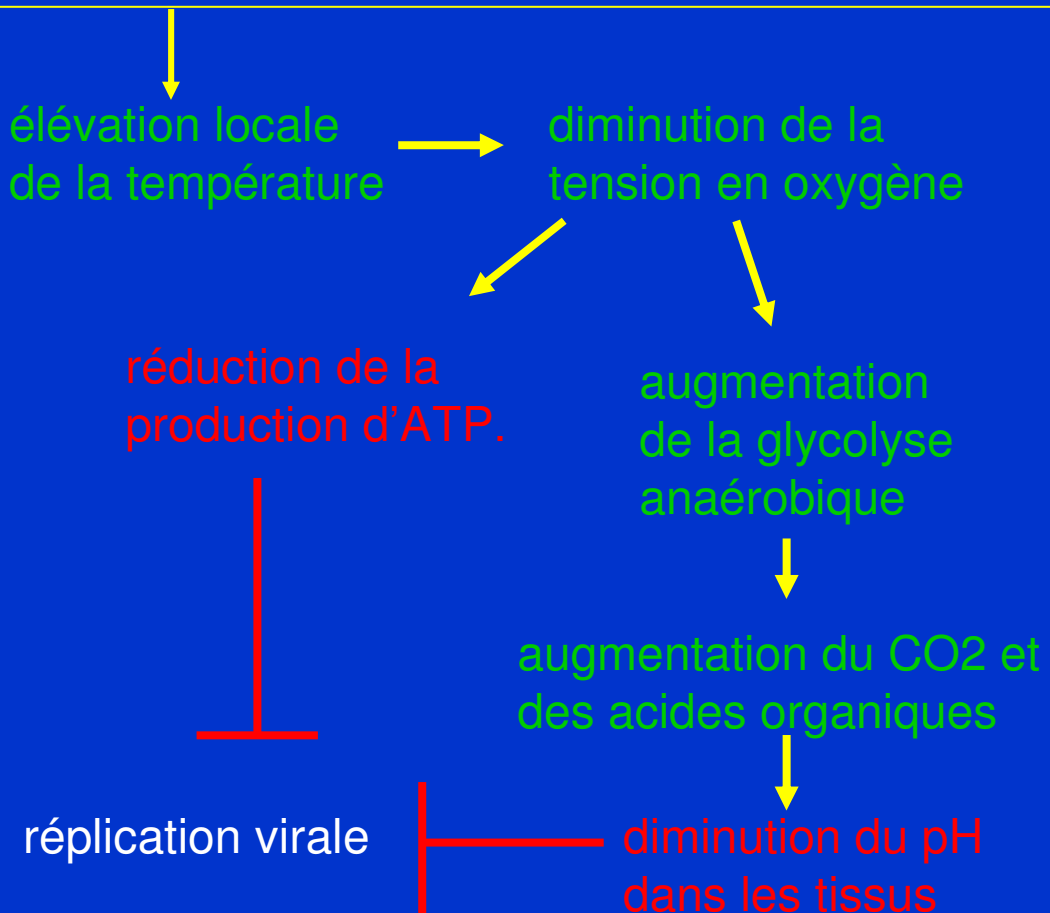 élévation locale
de la température
diminution de la
tension en oxygène
réduction de la
production d'ATP.
augmentation
de la glycolyse
anaérobique
augmentation du CO2 et
des acides organiques
réplication virale
diminution du pH
dans les tissus